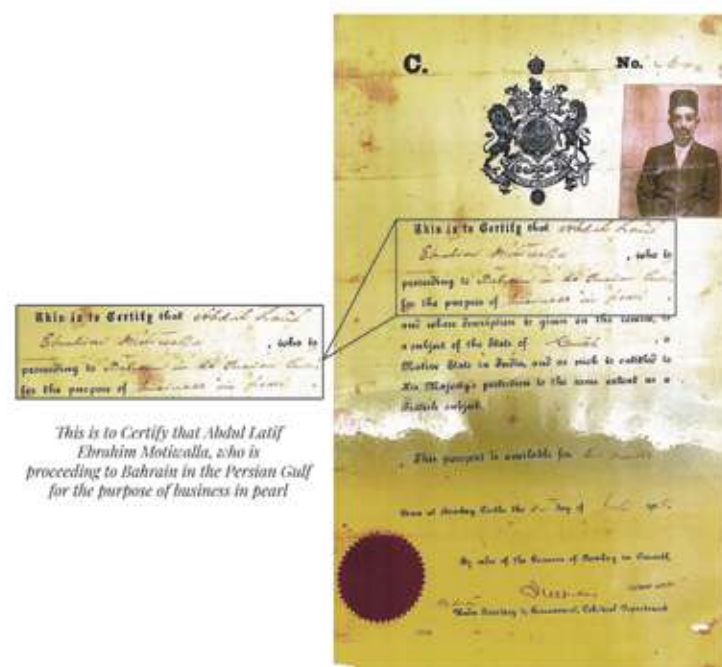 C.
No.
This is to Certify that Abdul Latif
Ebrahim Motiwalla, who is
proceeding to Bahrain in the Persian Gulf
for the purpose of business in pearl.
and whose description is given on the reverse, is
a subject of the State of Cutch, a
Native State in India, and as such is entitled to
His Majesty's protection to the same extent as a
British subject.
This passport is available for
Given at Bombay Castle the day of
By order of the Governor of Bombay in Council,
Under Secretary to Government, Political Department
This is to Certify that Abdul Latif
Ebrahim Motiwalla, who is
proceeding to Bahrain in the Persian Gulf
for the purpose of business in pearl.
This is to Certify that Abdul Latif
Ebrahim Motiwalla, who is
proceeding to Bahrain in the Persian Gulf
for the purpose of business in pearl